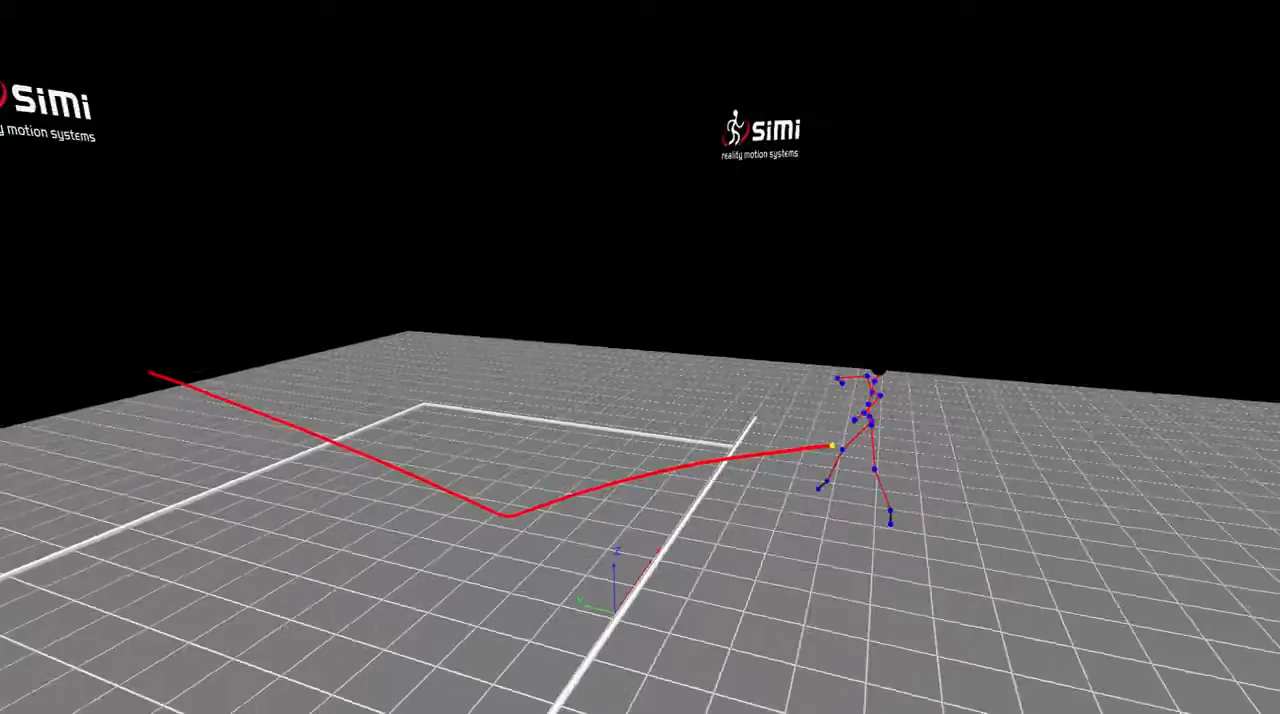 simi
y motion systems
simi
reality motion systems
Z
X
Y